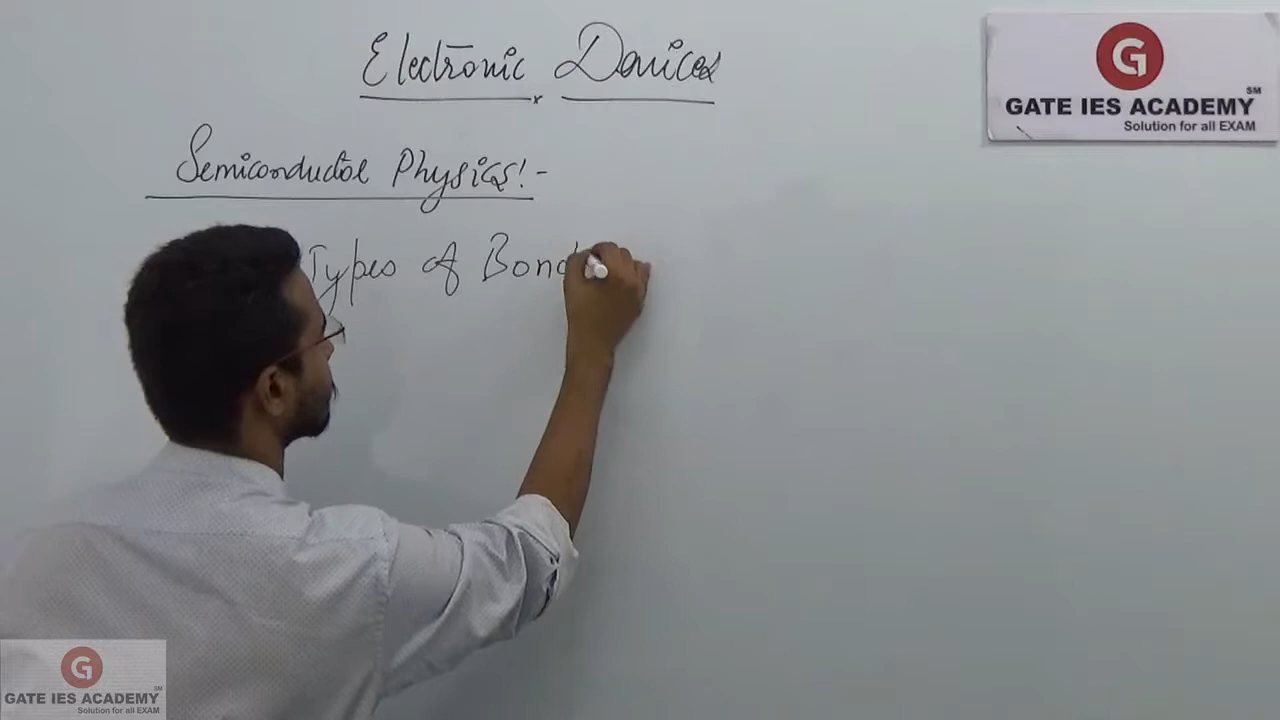 Electronic Devices
G
GATE IES ACADEMY SM
Solution for all EXAM
Semiconductor Physics:-
Types of Bond
G
GATE IES ACADEMY SM
Solution for all EXAM